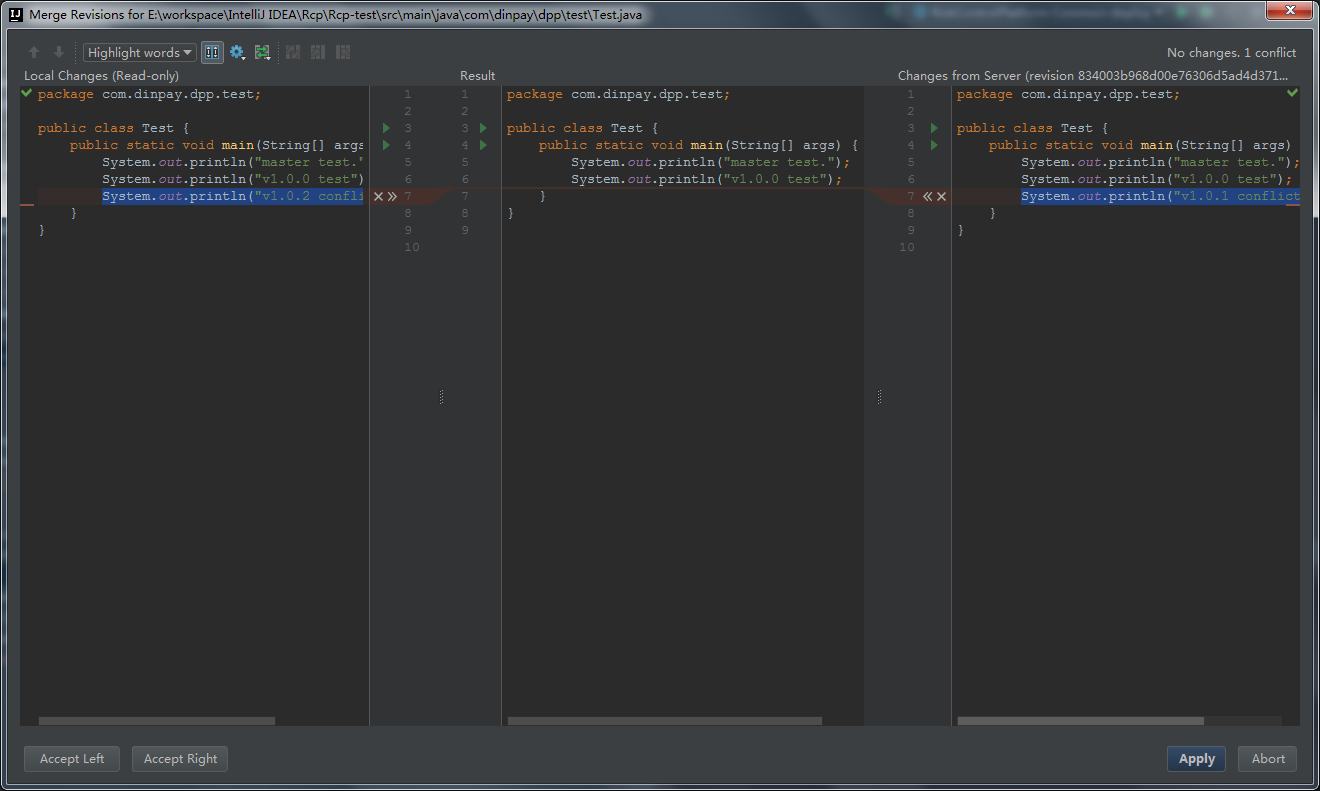 Merge Revisions for E:\workspace\IntelliJ IDEA\Rcp\Rcp-test\src\main\java\com\dinpay\dpp\test\Test.java
Highlight words
No changes. 1 conflict
Local Changes (Read-only)
Result
Changes from Server (revision 834003b968d00e76306d5ad4d371...
package com.dinpay.dpp.test;
public class Test {
public static void main(String[] args
System.out.println("master test."
System.out.println("v1.0.0 test")
System.out.println("v1.0.2 confli
}
}
1
2
3
4
5
6
7
8
9
10
1
2
3
4
5
6
7
8
9
package com.dinpay.dpp.test;
public class Test {
public static void main(String[] args) {
System.out.println("master test.");
System.out.println("v1.0.0 test");
}
}
1
2
3
4
5
6
7
8
9
10
package com.dinpay.dpp.test;
public class Test {
public static void main(String[] args)
System.out.println("master test.");
System.out.println("v1.0.0 test");
System.out.println("v1.0.1 conflict
}
}
Accept Left
Accept Right
Apply
Abort